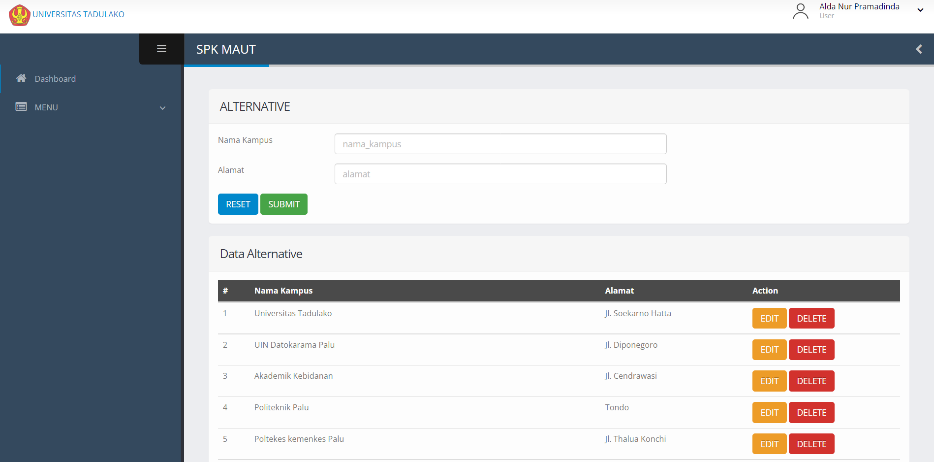 UNIVERSITAS TADULAKO
Alda Nur Pramadinda
User
SPK MAUT
Dashboard
MENU
ALTERNATIVE
Nama Kampus
nama_kampus
Alamat
alamat
RESET SUBMIT
Data Alternative
# Nama Kampus Alamat Action
1 Universitas Tadulako Jl. Soekarno Hatta EDIT DELETE
2 UIN Datokarama Palu Jl. Diponegoro EDIT DELETE
3 Akademik Kebidanan Jl. Cendrawasi EDIT DELETE
4 Politeknik Palu Tondo EDIT DELETE
5 Poltekes kemenkes Palu Jl. Thalua Konchi EDIT DELETE